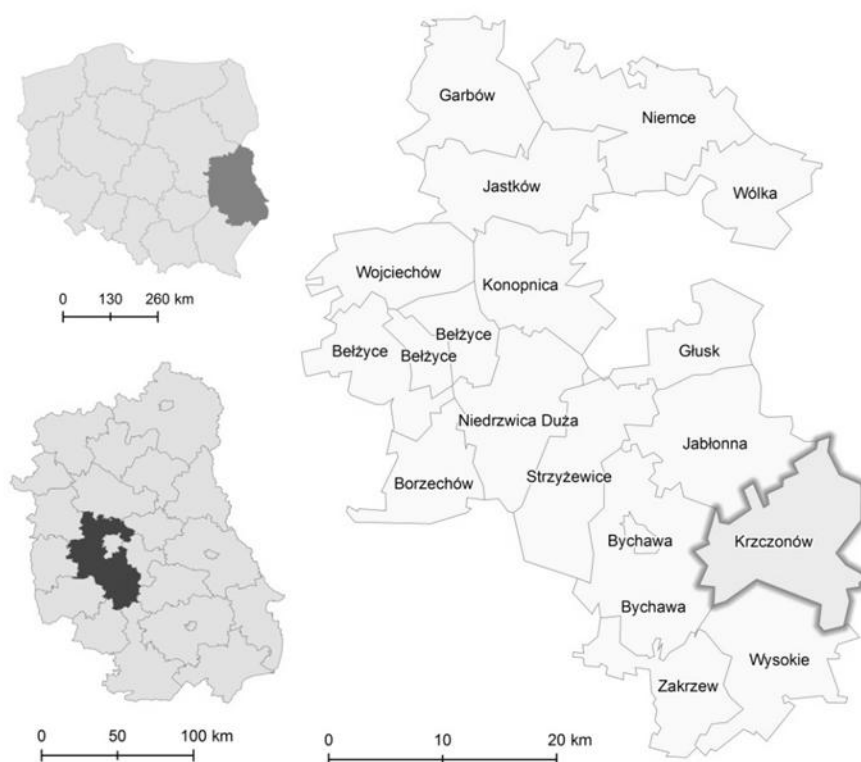 0 130 260 km
0 50 100 km
Garbów
Niemce
Jastków
Wólka
Wojciechów
Konopnica
Bełżyce
Bełżyce
Bełżyce
Głusk
Niedrzwica Duża
Jabłonna
Borzechów
Strzyżewice
Bychawa
Krzczonów
Bychawa
Wysokie
Zakrzew
0 10 20 km